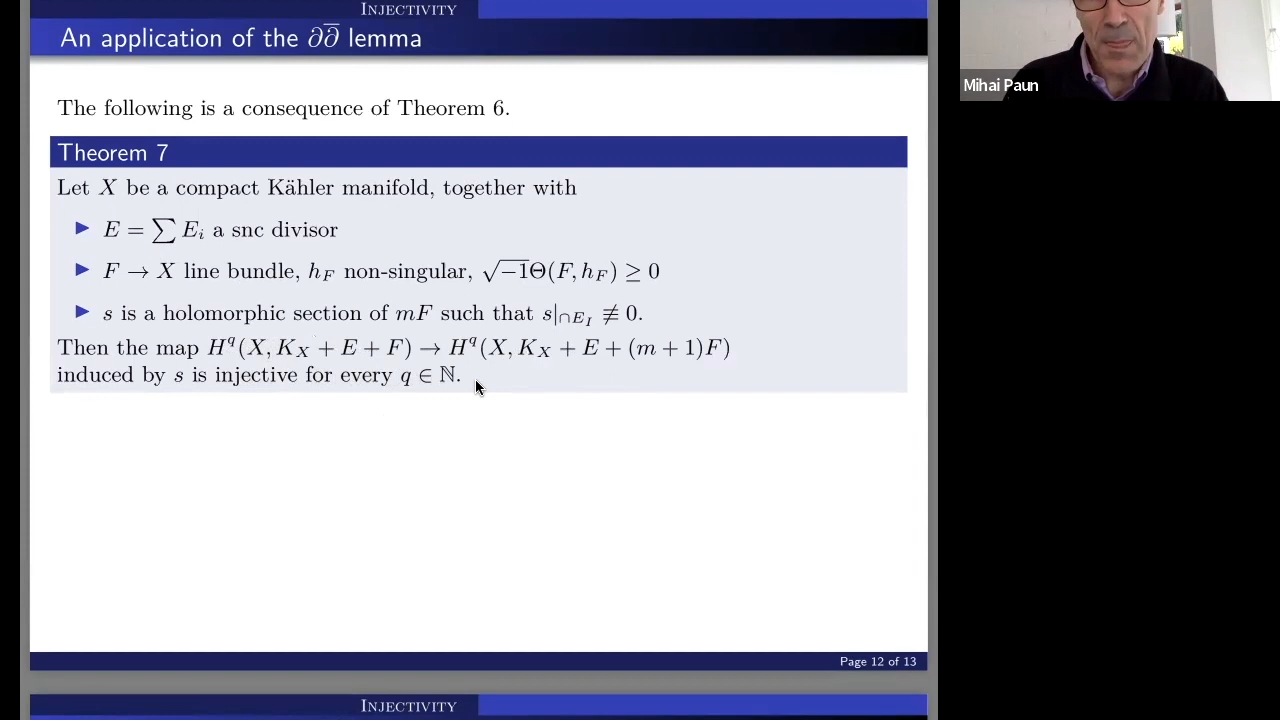 INJECTIVITY
An application of the ∂∂̅ lemma
The following is a consequence of Theorem 6.
Theorem 7
Let X be a compact Kähler manifold, together with
▶ E = ∑ Eᵢ a snc divisor
▶ F → X line bundle, h_F non-singular, √−1Θ(F, h_F) ≥ 0
▶ s is a holomorphic section of mF such that s|_{∩E_I} ≢ 0.
Then the map H^q(X, K_X + E + F) → H^q(X, K_X + E + (m + 1)F)
induced by s is injective for every q ∈ ℕ.
Page 12 of 13
INJECTIVITY
Mihai Paun